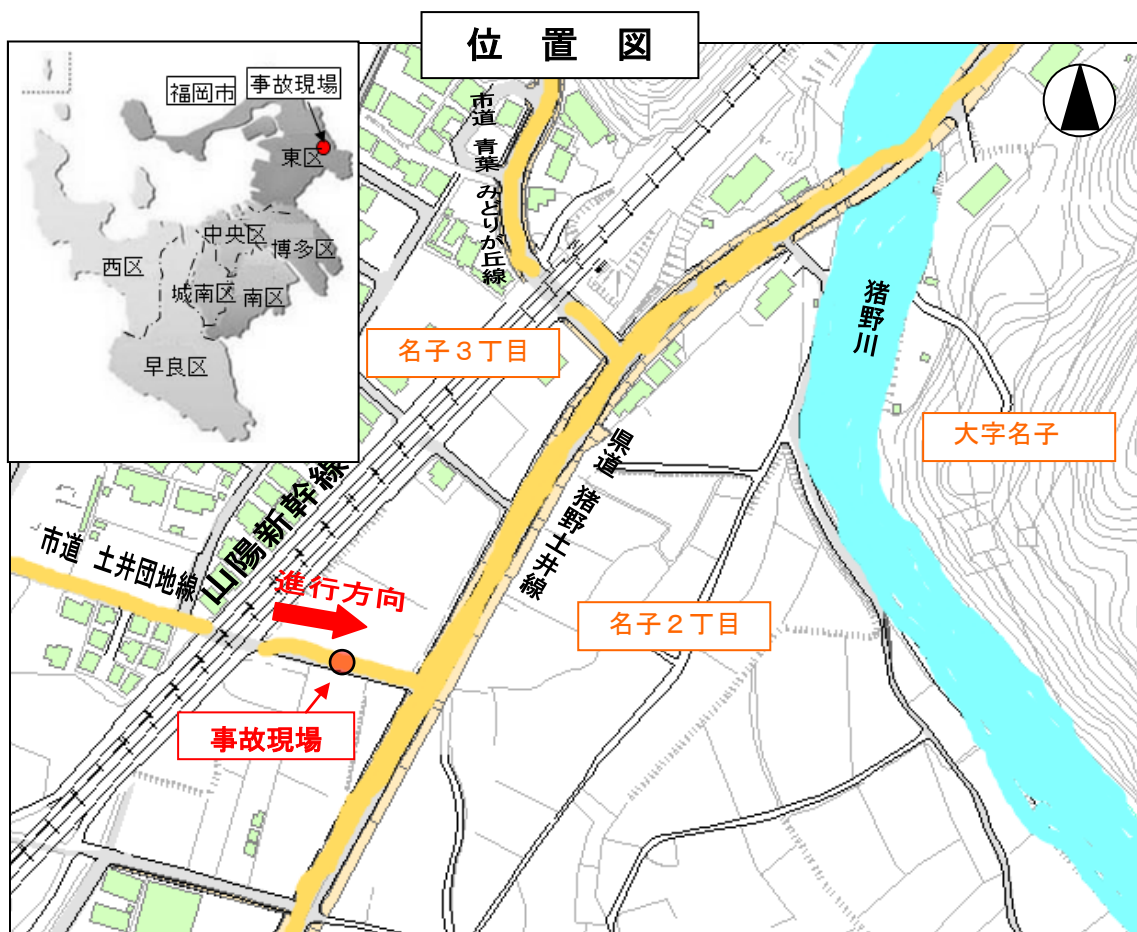 位 置 図
福岡市
事故現場
東区
中央区
博多区
西区
城南区
南区
早良区
市道 青葉 みどりが丘線
猪野川
名子３丁目
大字名子
県道 猪野土井線
山陽新幹線
市道 土井団地線
進行方向
名子２丁目
事故現場